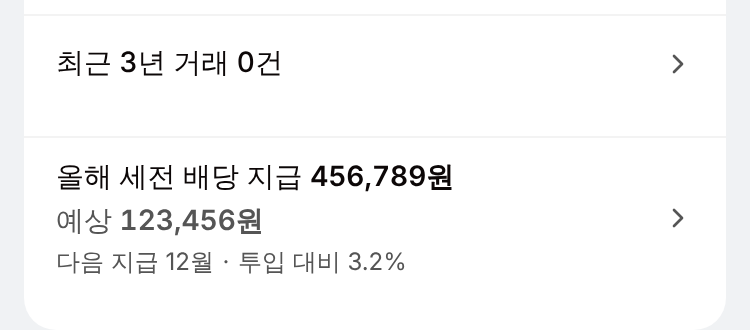 최근 3년 거래 0건
올해 세전 배당 지급 456,789원
예상 123,456원
다음 지급 12월 · 투입 대비 3.2%